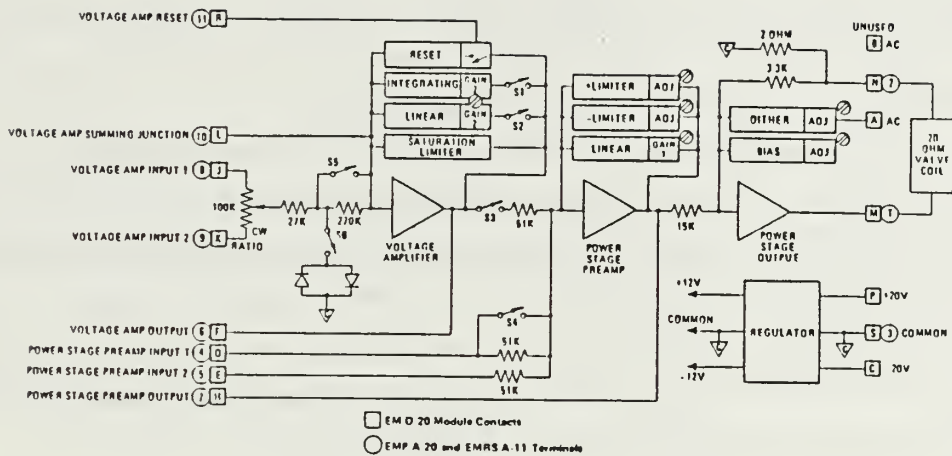 VOLTAGE AMP RESET 11 R
RESET
INTEGRATING GAIN
S1
LINEAR GAIN 2
S2
SATURATION LIMITER
VOLTAGE AMP SUMMING JUNCTION 10 L
VOLTAGE AMP INPUT 1 8 J
100K
CW
RATIO
VOLTAGE AMP INPUT 2 9 K
27K
S5
270K
S6
C
VOLTAGE AMPLIFIER
S3
61K
+LIMITER ADJ
-LIMITER ADJ
LINEAR GAIN 1
POWER STAGE PREAMP
15K
C
2 OHM
3.3K
DITHER ADJ
BIAS ADJ
POWER STAGE OUTPUT
UNUSED
B AC
N 2
A AC
20 OHM VALVE COIL
M 1
VOLTAGE AMP OUTPUT 6 F
POWER STAGE PREAMP INPUT 1 4 D
S4
51K
POWER STAGE PREAMP INPUT 2 5 E
51K
POWER STAGE PREAMP OUTPUT 7 H
+12V
COMMON
C
-12V
REGULATOR
P +20V
S 3 COMMON
C
C 20V
EM D 20 Module Contacts
EMP A 20 and EMRS A-11 Terminals